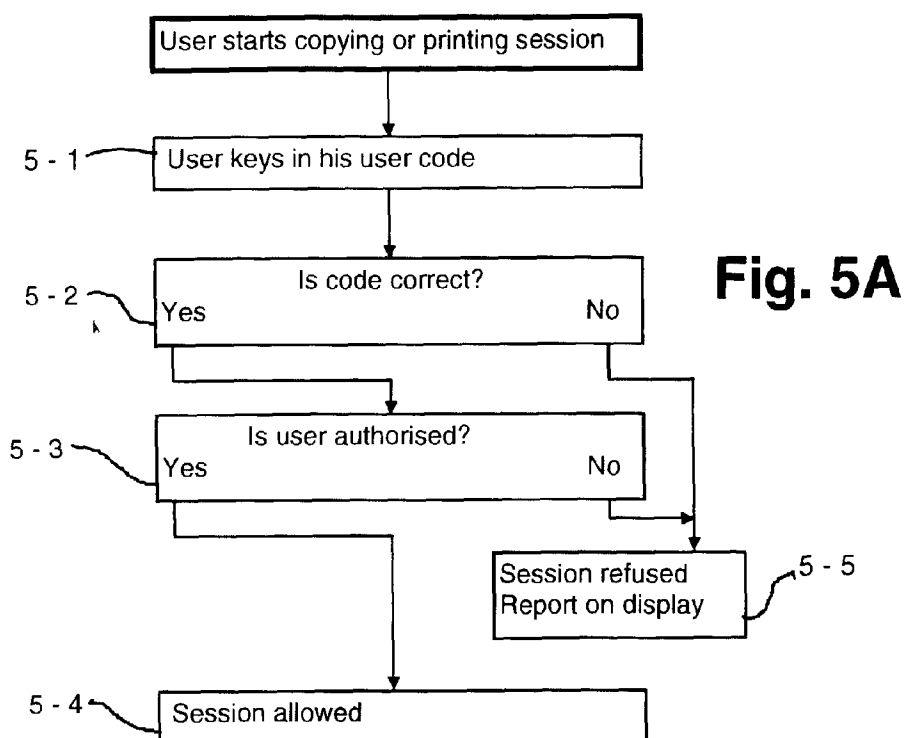 User starts copying or printing session
5 - 1
User keys in his user code
Is code correct?
5 - 2
Yes
No
Fig. 5A
Is user authorised?
5 - 3
Yes
No
Session refused
Report on display
5 - 5
5 - 4
Session allowed